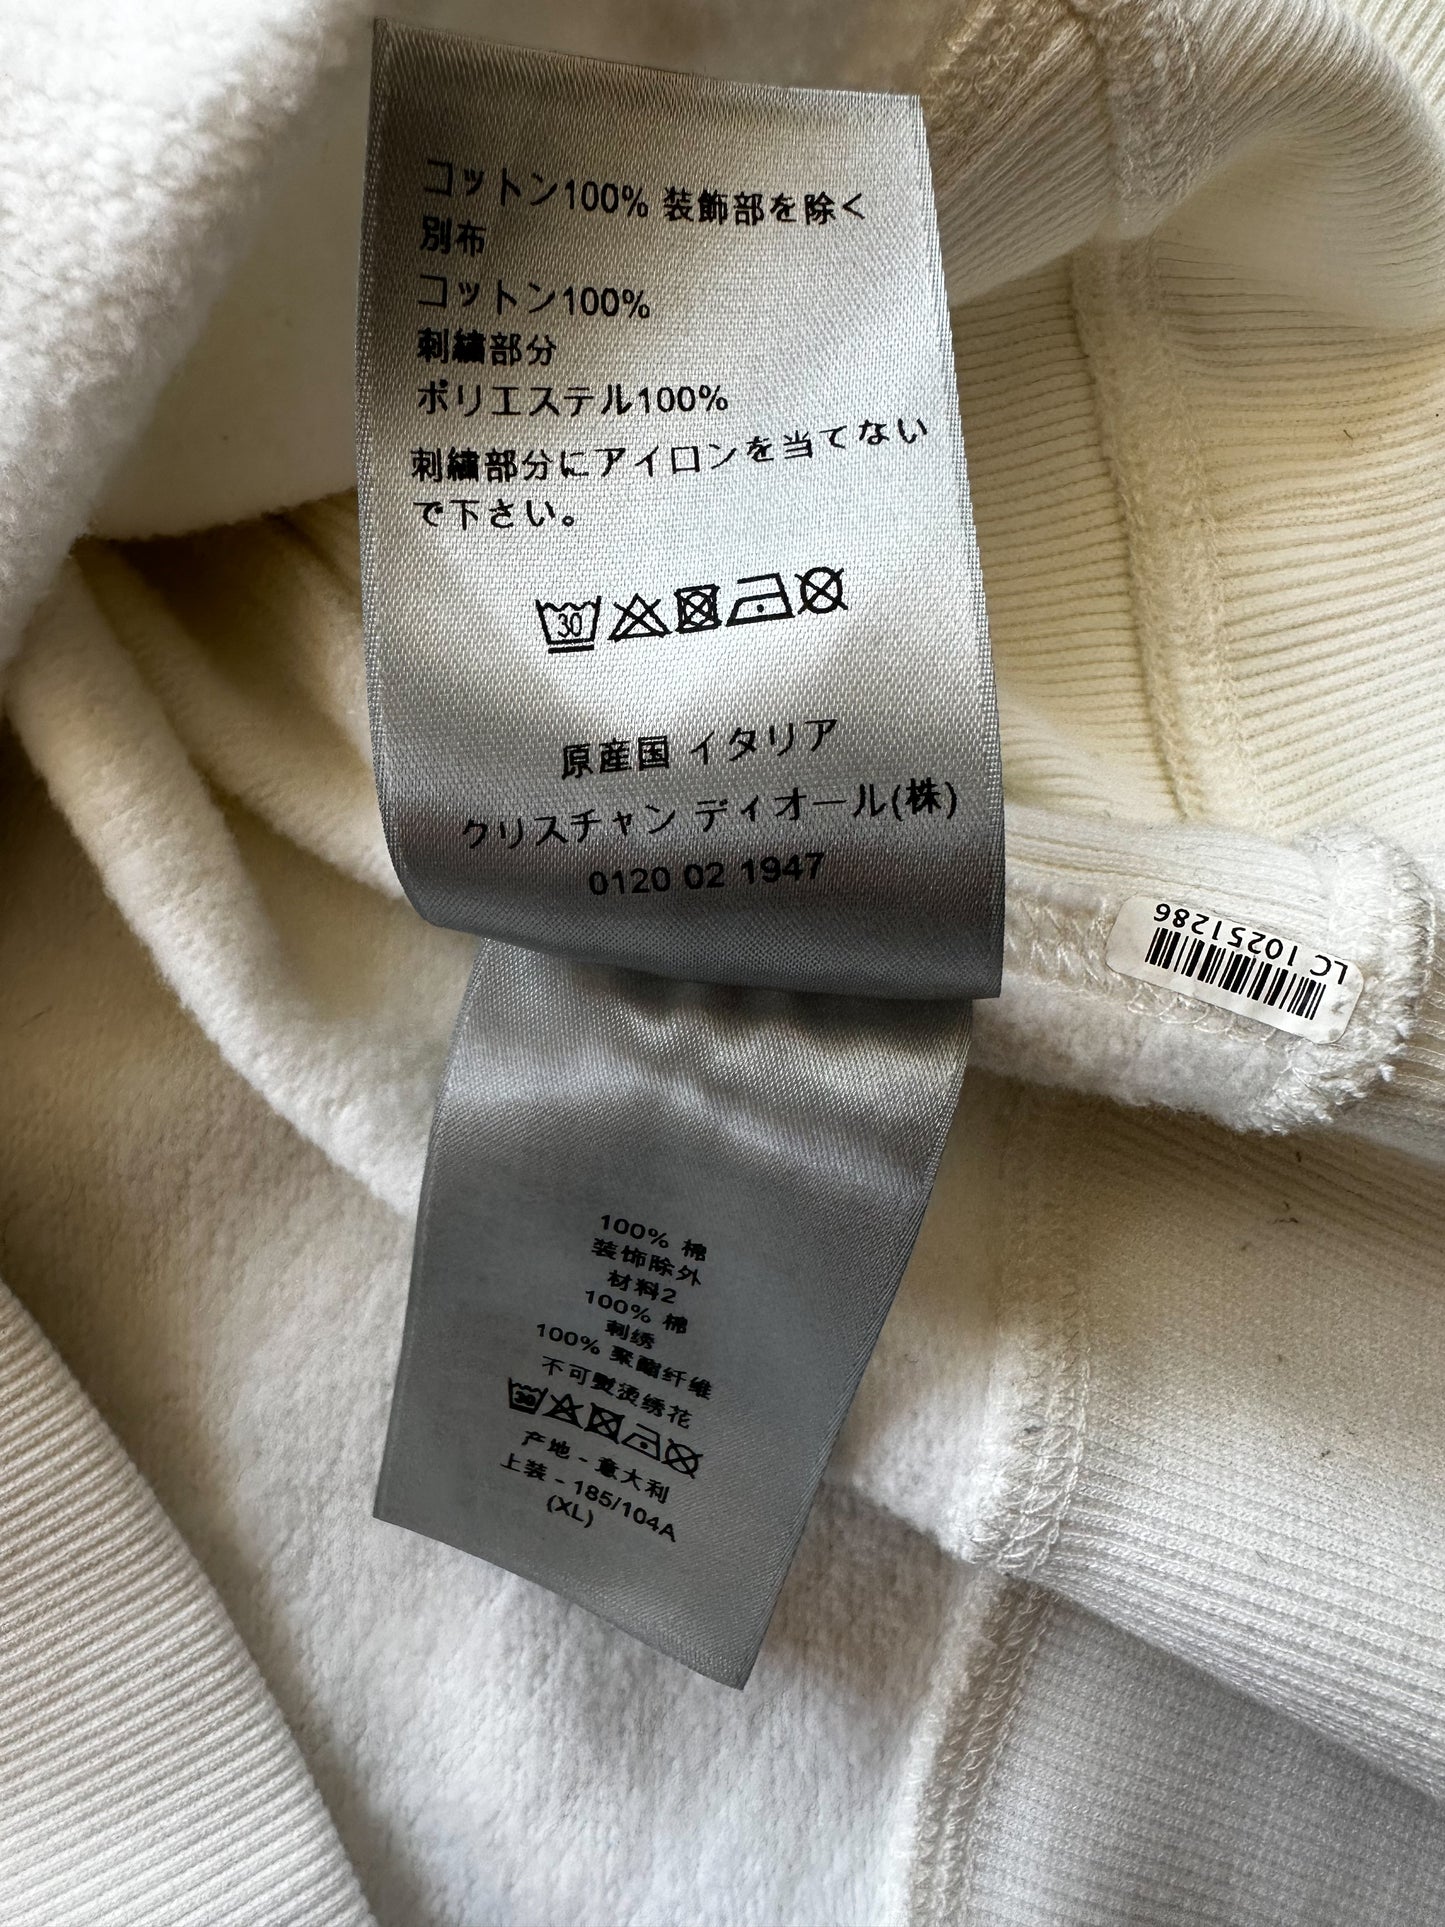 コットン100% 装飾部を除く
別布
コットン100%
刺繍部分
ポリエステル100%
刺繍部分にアイロンを当てない
で下さい。
30
原産国 イタリア
クリスチャン ディオール(株)
0120 02 1947
LC 10251286
100% 棉
装饰除外
材料2
100% 棉
刺绣
100% 聚酯纤维
不可熨烫绣花
30
产地 - 意大利
上装 - 185/104A
(XL)